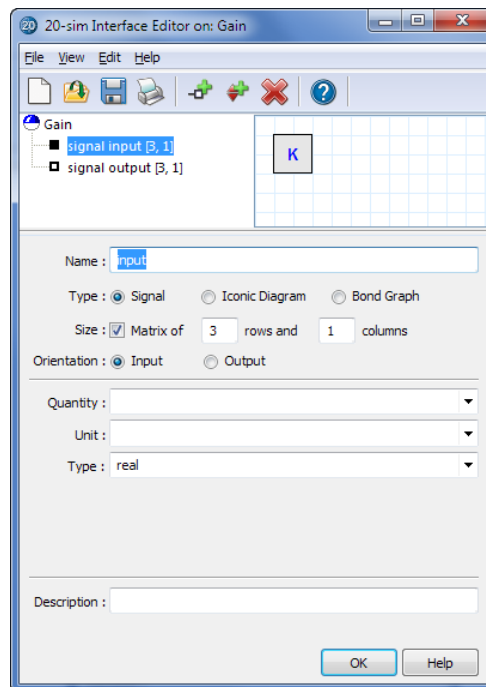 20-sim Interface Editor on: Gain
File View Edit Help
Gain
signal input [3, 1]
signal output [3, 1]
K
Name : input
Type : Signal Iconic Diagram Bond Graph
Size : Matrix of 3 rows and 1 columns
Orientation : Input Output
Quantity :
Unit :
Type : real
Description :
OK Help